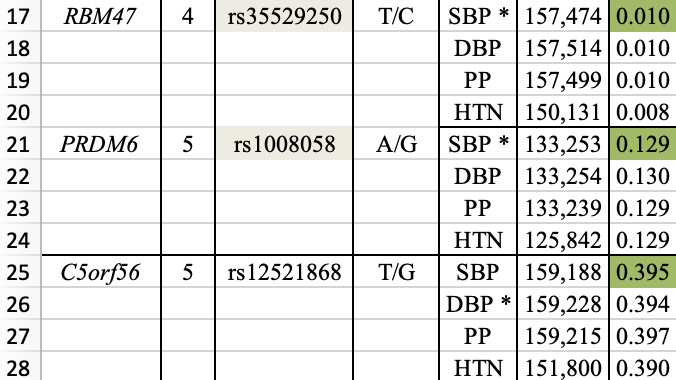 17 RBM47 4 rs35529250 T/C SBP * 157,474 0.010
18 DBP 157,514 0.010
19 PP 157,499 0.010
20 HTN 150,131 0.008
21 PRDM6 5 rs1008058 A/G SBP * 133,253 0.129
22 DBP 133,254 0.130
23 PP 133,239 0.129
24 HTN 125,842 0.129
25 C5orf56 5 rs12521868 T/G SBP 159,188 0.395
26 DBP * 159,228 0.394
27 PP 159,215 0.397
28 HTN 151,800 0.390